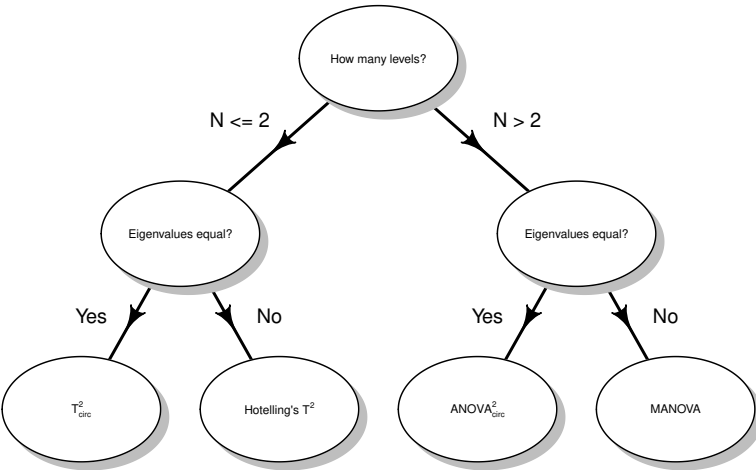 How many levels?
N <= 2
N > 2
Eigenvalues equal?
Eigenvalues equal?
Yes
No
Yes
No
T²circ
Hotelling's T²
ANOVA²circ
MANOVA